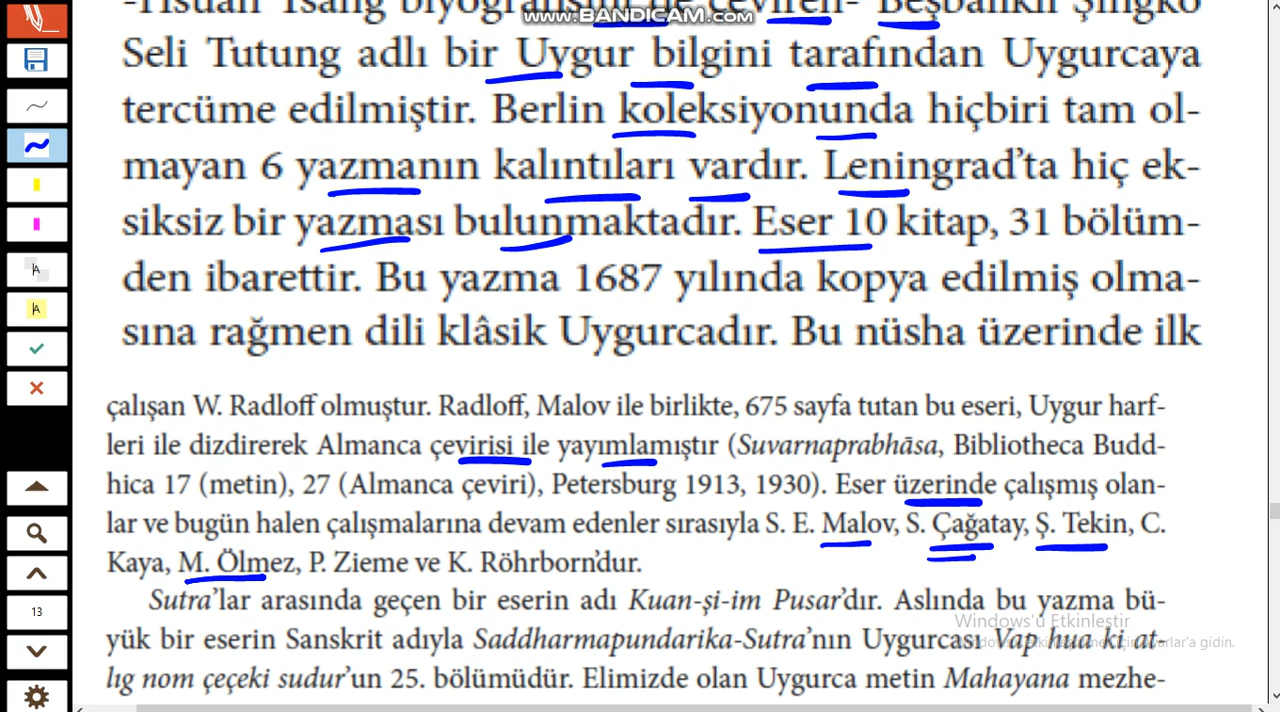 -Hsüan Tsang biyografisini de çeviren- Beşbalıklı Şingko
www.BANDICAM.com
Seli Tutung adlı bir Uygur bilgini tarafından Uygurcaya
tercüme edilmiştir. Berlin koleksiyonunda hiçbiri tam ol-
mayan 6 yazmanın kalıntıları vardır. Leningrad’ta hiç ek-
siksiz bir yazması bulunmaktadır. Eser 10 kitap, 31 bölüm-
den ibarettir. Bu yazma 1687 yılında kopya edilmiş olma-
sına rağmen dili klâsik Uygurcadır. Bu nüsha üzerinde ilk
çalışan W. Radloff olmuştur. Radloff, Malov ile birlikte, 675 sayfa tutan bu eseri, Uygur harf-
leri ile dizdirerek Almanca çevirisi ile yayımlamıştır (Suvarnaprabhāsa, Bibliotheca Budd-
hica 17 (metin), 27 (Almanca çeviri), Petersburg 1913, 1930). Eser üzerinde çalışmış olan-
lar ve bugün halen çalışmalarına devam edenler sırasıyla S. E. Malov, S. Çağatay, Ş. Tekin, C.
Kaya, M. Ölmez, P. Zieme ve K. Röhrborn’dur.
13
Sutra’lar arasında geçen bir eserin adı Kuan-şi-im Pusar’dır. Aslında bu yazma bü-
Windows'u Etkinleştir
yük bir eserin Sanskrit adıyla Saddharmapundarika-Sutra’nın Uygurcası Vap hua ki at-
lıg nom çeçeki sudur’un 25. bölümüdür. Elimizde olan Uygurca metin Mahayana mezhe-